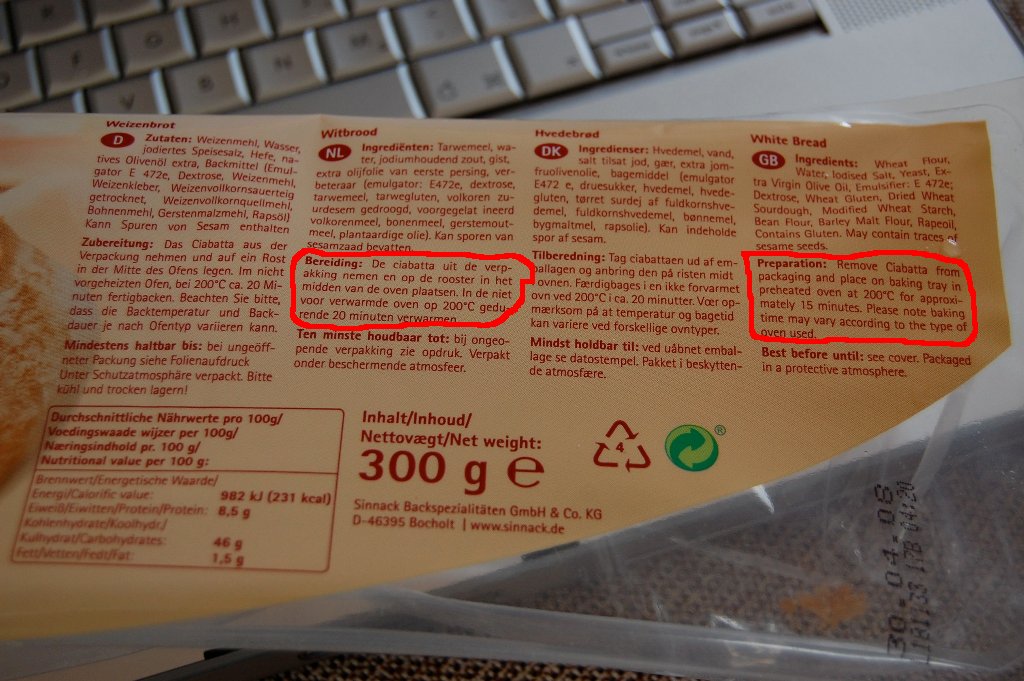 Weizenbrot
D Zutaten: Weizenmehl, Wasser,
jodiertes Speisesalz, Hefe, na-
tives Olivenöl extra, Backmittel (Emul-
gator E 472e, Dextrose, Weizenmehl,
Weizenkleber, Weizenvollkornsauerteig
getrocknet, Weizenvollkornquellmehl,
Bohnenmehl, Gerstenmalzmehl, Rapsöl)
Kann Spuren von Sesam enthalten
Zubereitung: Das Ciabatta aus der
Verpackung nehmen und auf ein Rost
in der Mitte des Ofens legen. Im nicht
vorgeheizten Ofen, bei 200°C ca. 20 Mi-
nuten fertigbacken. Beachten Sie bitte,
dass die Backtemperatur und Back-
dauer je nach Ofentyp variieren kann.
Mindestens haltbar bis: bei ungeöff-
neter Packung siehe Folienaufdruck
Unter Schutzatmosphäre verpackt. Bitte
kühl und trocken lagern!
Witbrood
NL Ingrediënten: Tarwemeel, wa-
ter, jodiumhoudend zout, gist,
extra olijfolie van eerste persing, ver-
beteraar (emulgator: E472e, dextrose,
tarwemeel, tarwegluten, volkoren zu-
urdesem gedroogd, voorgegelat ineerd
volkorenmeel, bonenmeel, gerstemout-
meel, plantaardige olie). Kan sporen van
sesamzaad bevatten.
Bereiding: De ciabatta uit de verp-
akking nemen en op de rooster in het
midden van de oven plaatsen. In de niet
voor verwarmde oven op 200°C gedu-
rende 20 minuten verwarmen.
Ten minste houdbaar tot: bij ongeo-
pende verpakking zie opdruk. Verpakt
onder beschermende atmosfeer.
Hvedebrød
DK Ingredienser: Hvedemel, vand,
salt tilsat jod, gær, extra jom-
fruolivenolie, bagemiddel (emulgator
E472 e, druesukker, hvedemel, hvede-
gluten, tørret surdej af fuldkornshve-
demel, fuldkornshvedemel, bønnemel,
bygmaltmel, rapsolie). Kan indeholde
spor af sesam.
Tilberedning: Tag ciabattaen ud af em-
ballagen og anbring den på risten midt
i ovnen. Færdigbages i en ikke forvarmet
ovn ved 200°C i ca. 20 minutter. Vær op-
mærksom på at temperatur og bagetid
kan variere ved forskellige ovntyper.
Mindst holdbar til: ved uåbnet embal-
lage se datostempel. Pakket i beskytten-
de atmosfære.
White Bread
GB Ingredients: Wheat Flour,
Water, Iodised Salt, Yeast, Ex-
tra Virgin Olive Oil, Emulsifier: E 472e;
Dextrose, Wheat Gluten, Dried Wheat
Sourdough, Modified Wheat Starch,
Bean Flour, Barley Malt Flour, Rapeoil,
Contains Gluten. May contain traces of
sesame seeds.
Preparation: Remove Ciabatta from
packaging and place on baking tray in
preheated oven at 200°C for approxi-
mately 15 minutes. Please note baking
time may vary according to the type of
oven used.
Best before until: see cover. Packaged
in a protective atmosphere.
Durchschnittliche Nährwerte pro 100g/
Voedingswaade wijzer per 100g/
Næringsindhold pr. 100 g/
Nutritional value per 100 g:
Brennwert/Energetische Waarde/
Energi/Calorific value: 982 kJ (231 kcal)
Eiweiß/Eiwitten/Protein/Protein: 8,5 g
Kohlenhydrate/Koolhydr./
Kulhydrat/Carbohydrates: 46 g
Fett/Vetten/Fedt/Fat: 1,5 g
Inhalt/Inhoud/
Nettovægt/Net weight:
300 g e
Sinnack Backspezialitäten GmbH & Co. KG
D-46395 Bocholt | www.sinnack.de
4
®
30.04.08